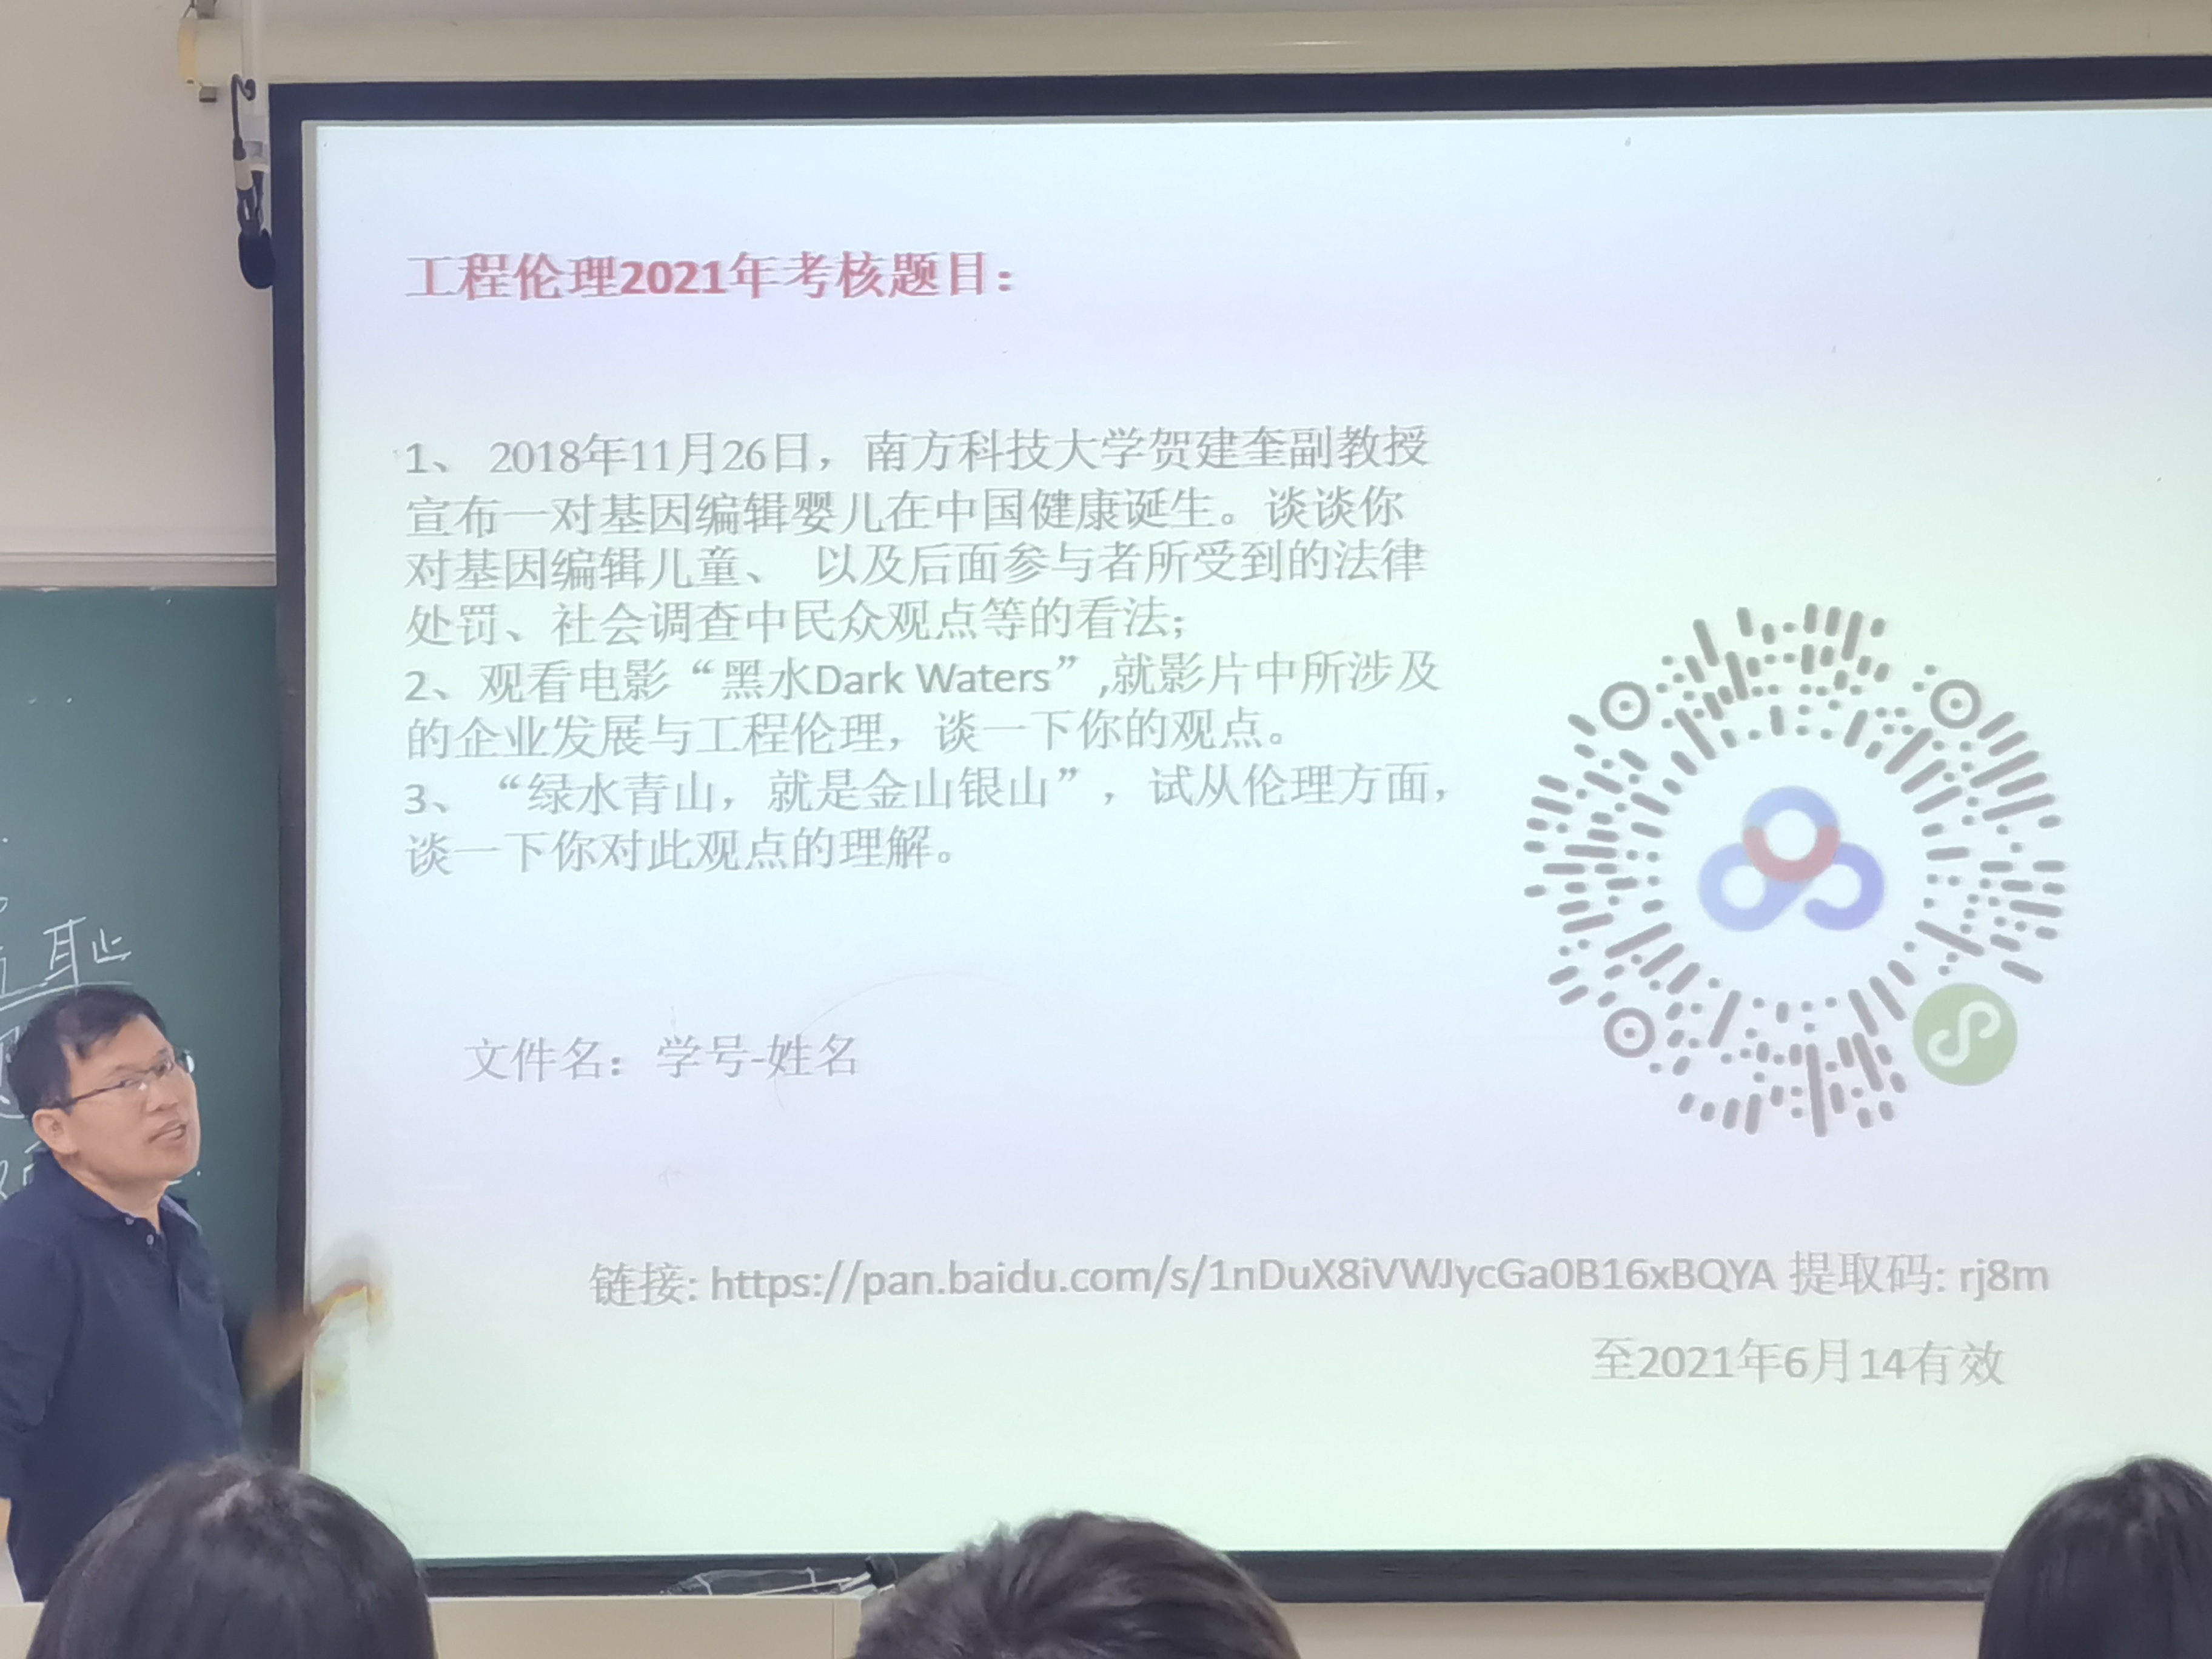 工程伦理2021年考核题目：
1、 2018年11月26日，南方科技大学贺建奎副教授
宣布一对基因编辑婴儿在中国健康诞生。谈谈你
对基因编辑儿童、 以及后面参与者所受到的法律
处罚、社会调查中民众观点等的看法；
2、观看电影“黑水Dark Waters”,就影片中所涉及
的企业发展与工程伦理，谈一下你的观点。
3、“绿水青山，就是金山银山”，试从伦理方面，
谈一下你对此观点的理解。
文件名：学号-姓名
链接: https://pan.baidu.com/s/1nDuX8iVWJycGa0B16xBQYA 提取码: rj8m
至2021年6月14有效
耻